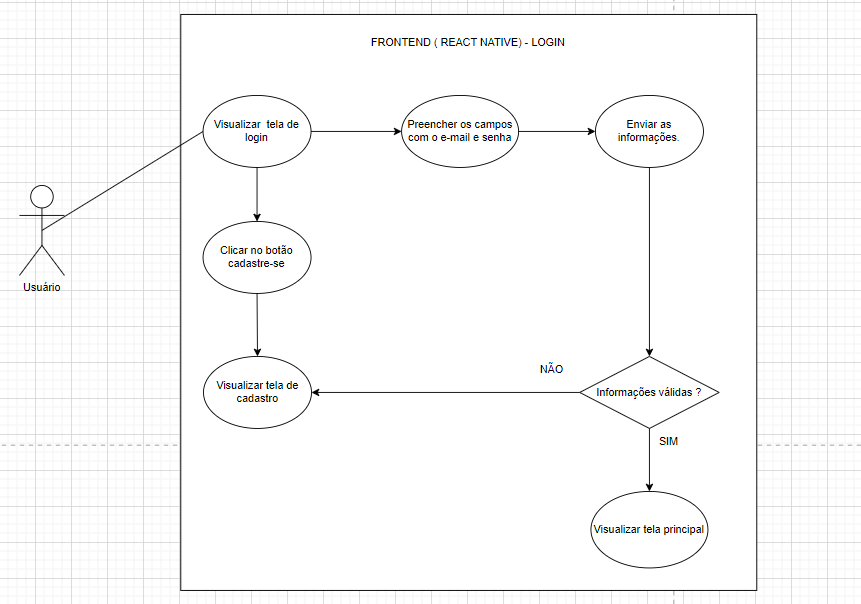 FRONTEND ( REACT NATIVE) - LOGIN
Visualizar tela de
login
Preencher os campos
com o e-mail e senha
Enviar as
informações.
Clicar no botão
cadastre-se
Usuário
Visualizar tela de
cadastro
NÃO
Informações válidas ?
SIM
Visualizar tela principal